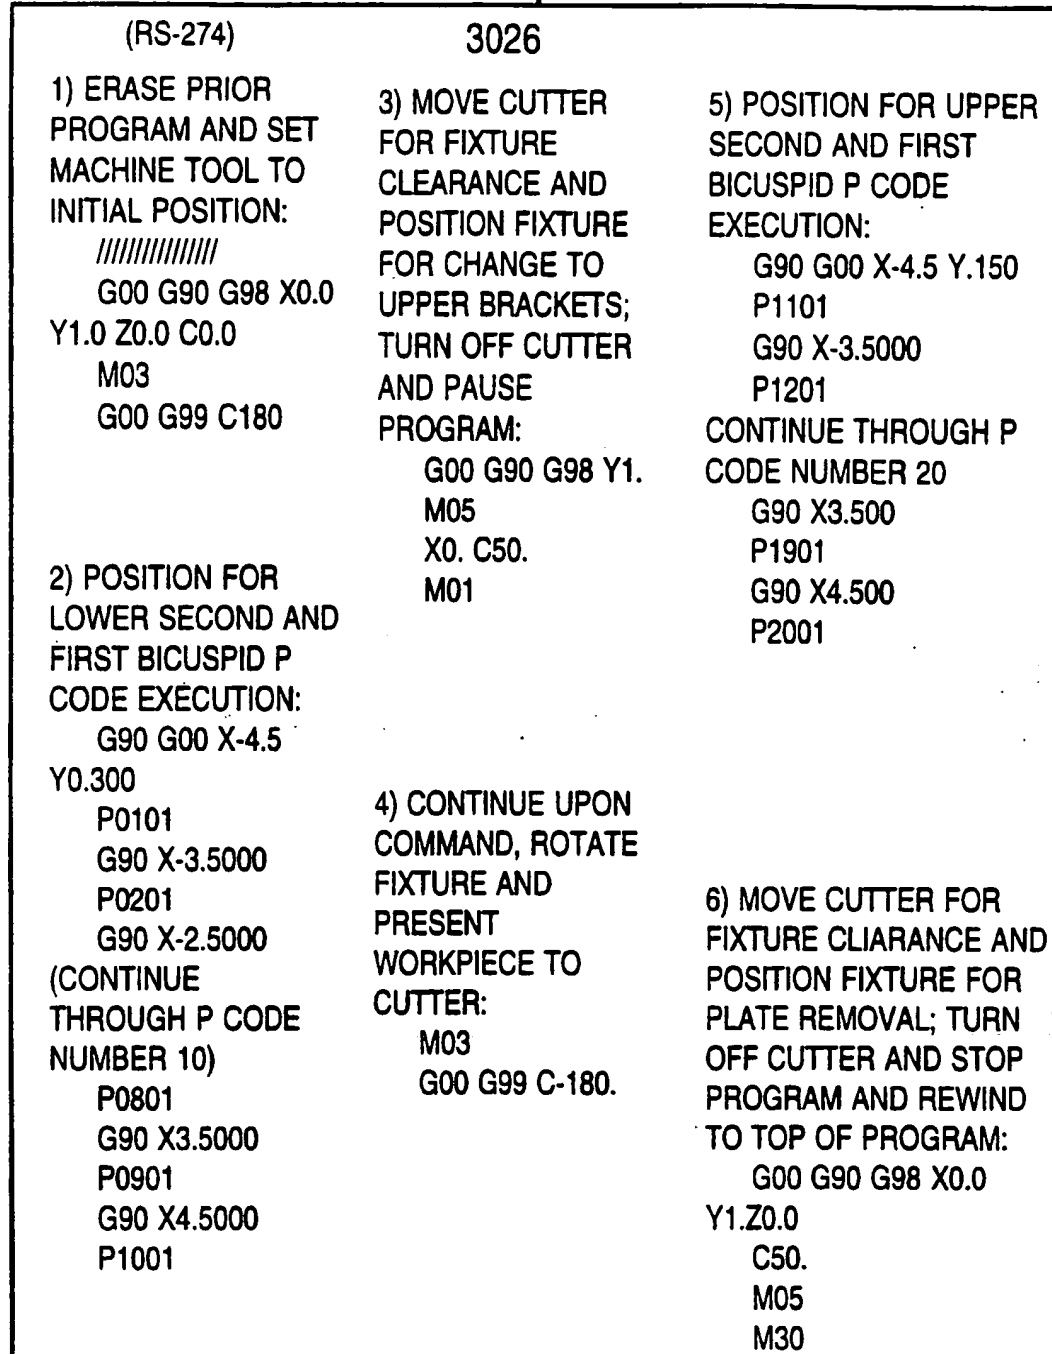 (RS-274)
3026
1) ERASE PRIOR
PROGRAM AND SET
MACHINE TOOL TO
INITIAL POSITION:
////////////////
G00 G90 G98 X0.0
Y1.0 Z0.0 C0.0
M03
G00 G99 C180
2) POSITION FOR
LOWER SECOND AND
FIRST BICUSPID P
CODE EXECUTION:
G90 G00 X-4.5
Y0.300
P0101
G90 X-3.5000
P0201
G90 X-2.5000
(CONTINUE
THROUGH P CODE
NUMBER 10)
P0801
G90 X3.5000
P0901
G90 X4.5000
P1001
3) MOVE CUTTER
FOR FIXTURE
CLEARANCE AND
POSITION FIXTURE
FOR CHANGE TO
UPPER BRACKETS;
TURN OFF CUTTER
AND PAUSE
PROGRAM:
G00 G90 G98 Y1.
M05
X0. C50.
M01
4) CONTINUE UPON
COMMAND, ROTATE
FIXTURE AND
PRESENT
WORKPIECE TO
CUTTER:
M03
G00 G99 C-180.
5) POSITION FOR UPPER
SECOND AND FIRST
BICUSPID P CODE
EXECUTION:
G90 G00 X-4.5 Y.150
P1101
G90 X-3.5000
P1201
CONTINUE THROUGH P
CODE NUMBER 20
G90 X3.500
P1901
G90 X4.500
P2001
6) MOVE CUTTER FOR
FIXTURE CLIARANCE AND
POSITION FIXTURE FOR
PLATE REMOVAL; TURN
OFF CUTTER AND STOP
PROGRAM AND REWIND
TO TOP OF PROGRAM:
G00 G90 G98 X0.0
Y1.Z0.0
C50.
M05
M30